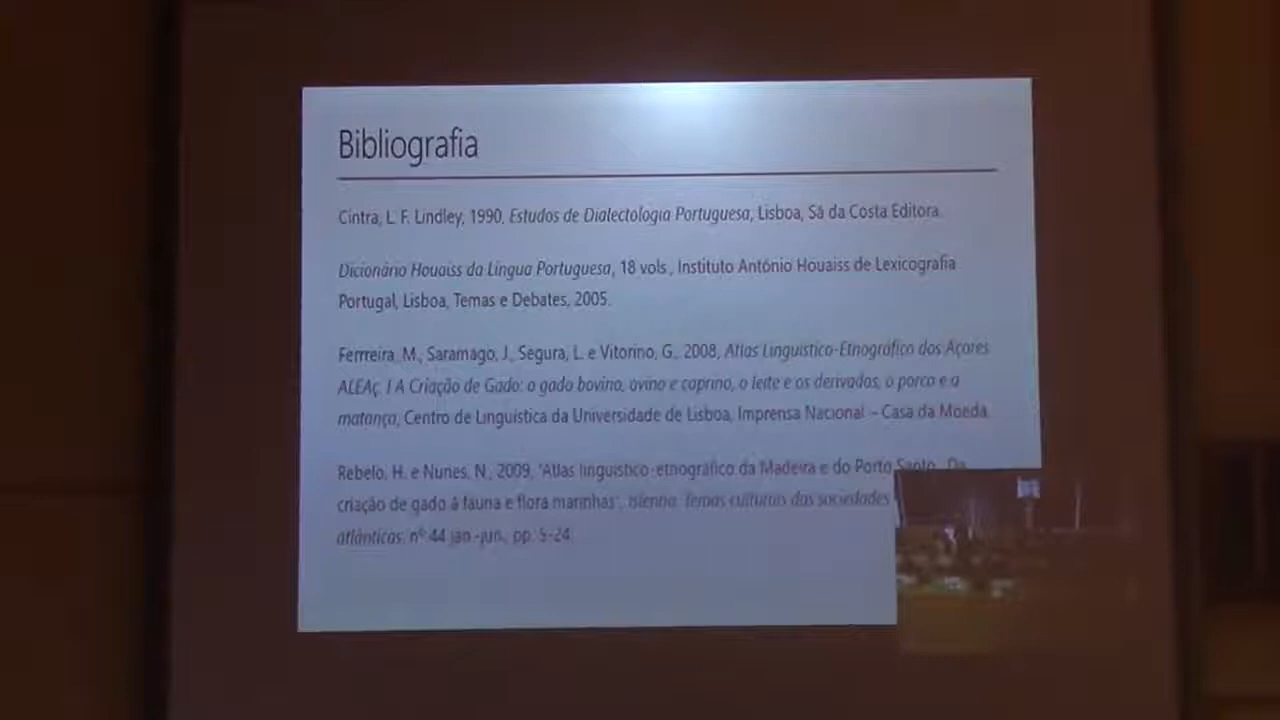 Bibliografia
Cintra, L. F. Lindley, 1990, Estudos de Dialectologia Portuguesa, Lisboa, Sá da Costa Editora.
Dicionário Houaiss da Língua Portuguesa, 18 vols., Instituto António Houaiss de Lexicografia
Portugal, Lisboa, Temas e Debates, 2005.
Ferrreira, M., Saramago, J., Segura, L. e Vitorino, G., 2008, Atlas Linguístico-Etnográfico dos Açores
ALEAç. I A Criação de Gado: o gado bovino, ovino e caprino, o leite e os derivados, o porco e a
matança, Centro de Linguística da Universidade de Lisboa, Imprensa Nacional – Casa da Moeda.
Rebelo, H. e Nunes, N., 2009, "Atlas linguístico-etnográfico da Madeira e do Porto Santo. Da
criação de gado à fauna e flora marinhas", Islenha: Temas culturais das sociedades
atlânticas, nº 44 jan.-jun., pp. 5-24.